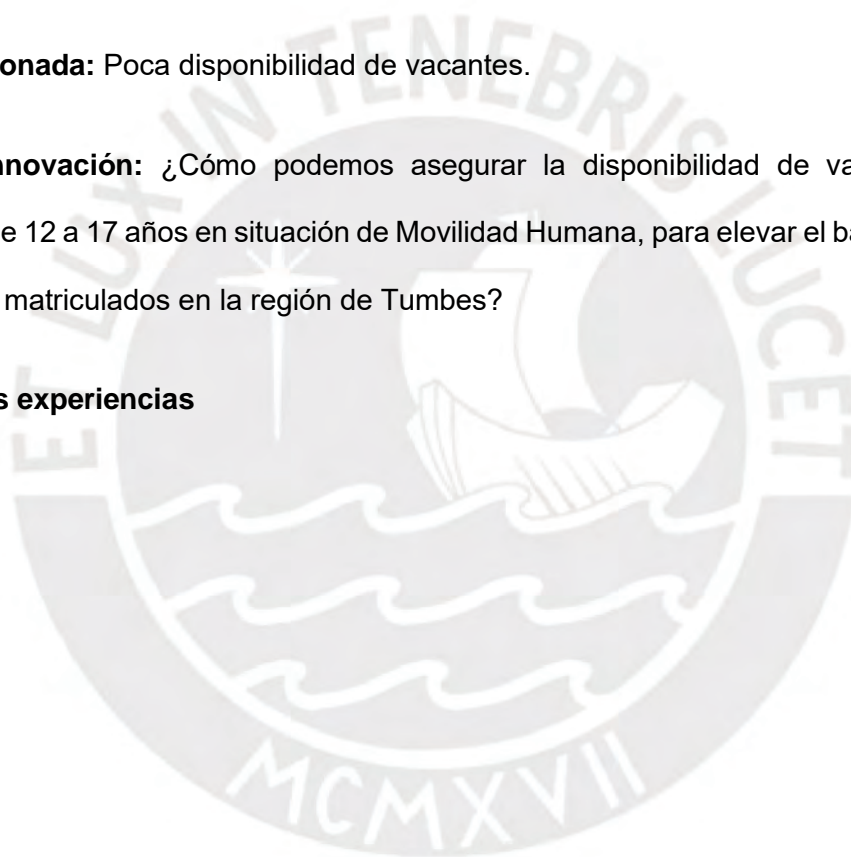 onada: Poca disponibilidad de vacantes.
nnovación: ¿Cómo podemos asegurar la disponibilidad de va
e 12 a 17 años en situación de Movilidad Humana, para elevar el ba
matriculados en la región de Tumbes?
s experiencias
ET LUX IN TENEBRIS LUCET
MCMXVII